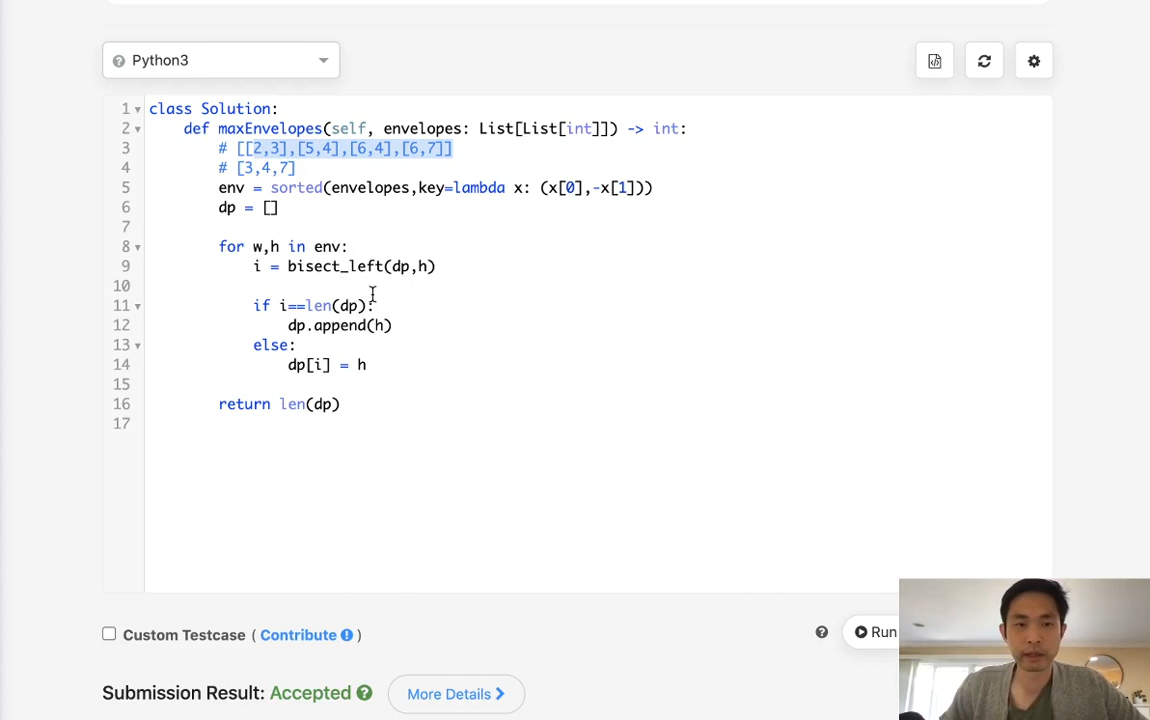 Python3
1 class Solution:
2 def maxEnvelopes(self, envelopes: List[List[int]]) -> int:
3 # [[2,3],[5,4],[6,4],[6,7]]
4 # [3,4,7]
5 env = sorted(envelopes,key=lambda x: (x[0],-x[1]))
6 dp = []
7
8 for w,h in env:
9 i = bisect_left(dp,h)
10
11 if i==len(dp):
12 dp.append(h)
13 else:
14 dp[i] = h
15
16 return len(dp)
17
Custom Testcase ( Contribute )
Run
Submission Result: Accepted
More Details